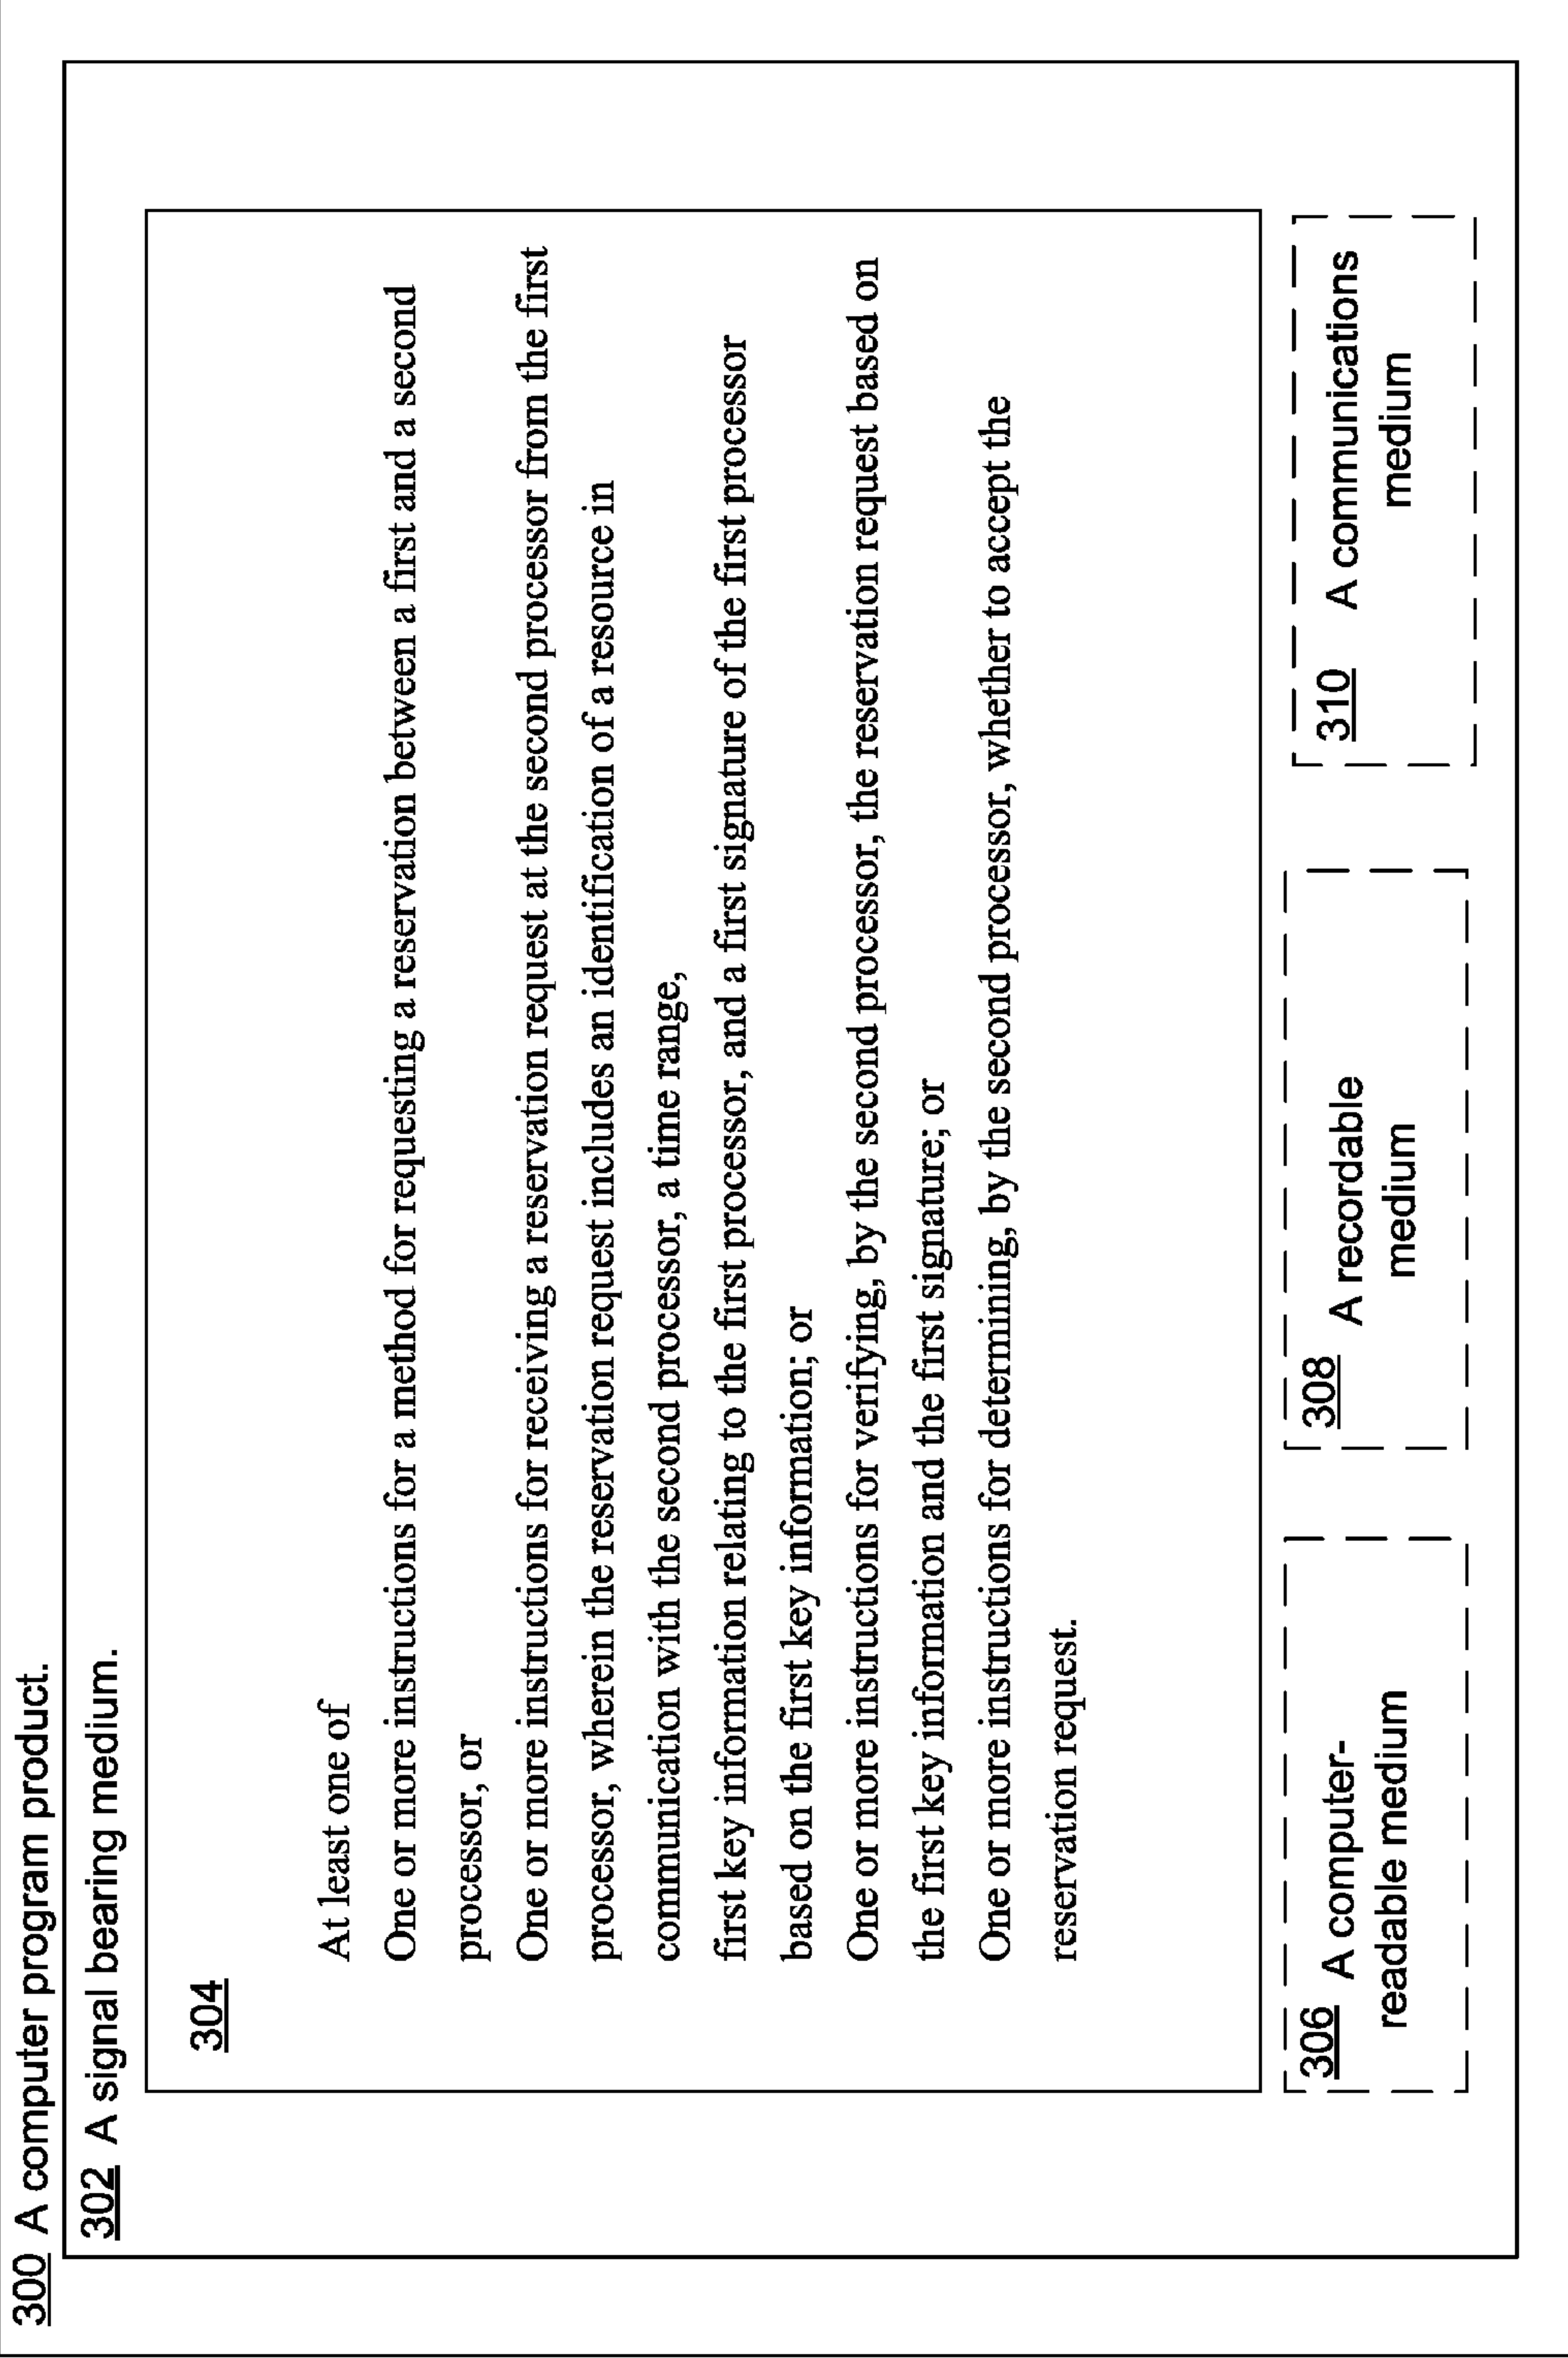 300 A computer program product.
302 A signal bearing medium.
304
At least one of
One or more instructions for a method for requesting a reservation between a first and a second
processor, or
One or more instructions for receiving a reservation request at the second processor from the first
processor, wherein the reservation request includes an identification of a resource in
communication with the second processor, a time range,
first key information relating to the first processor, and a first signature of the first processor
based on the first key information; or
One or more instructions for verifying, by the second processor, the reservation request based on
the first key information and the first signature; or
One or more instructions for determining, by the second processor, whether to accept the
reservation request.
306 A computer-
readable medium
308 A recordable
medium
310 A communications
medium